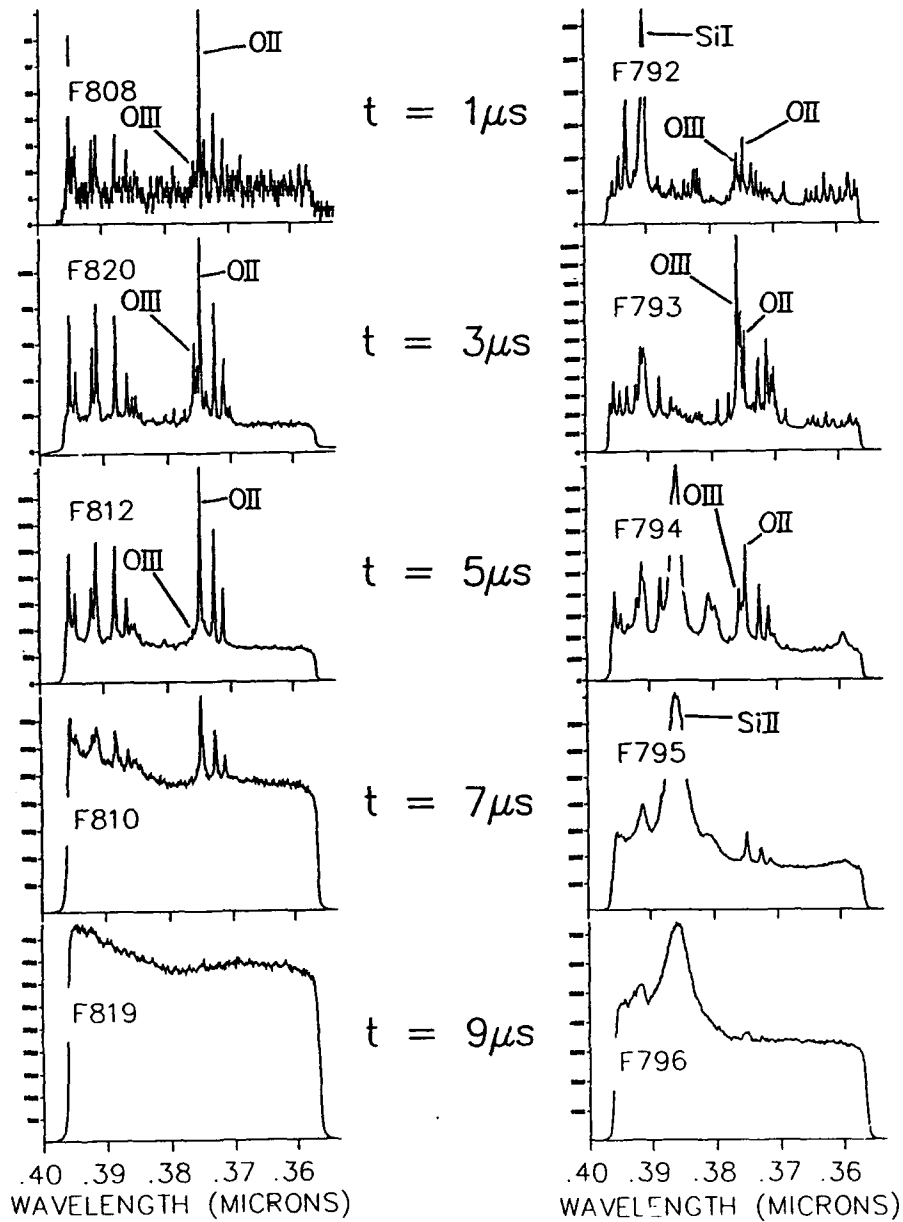 OII
SiI
F808
F792
OIII
t = 1μs
OIII
OII
F820
OII
OIII
OIII
t = 3μs
F793
OII
F812
OII
OIII
t = 5μs
F794
OIII
OII
F810
t = 7μs
F795
SiII
F819
t = 9μs
F796
.40 .39 .38 .37 .36
.40 .39 .38 .37 .36
WAVELENGTH (MICRONS)
WAVELENGTH (MICRONS)